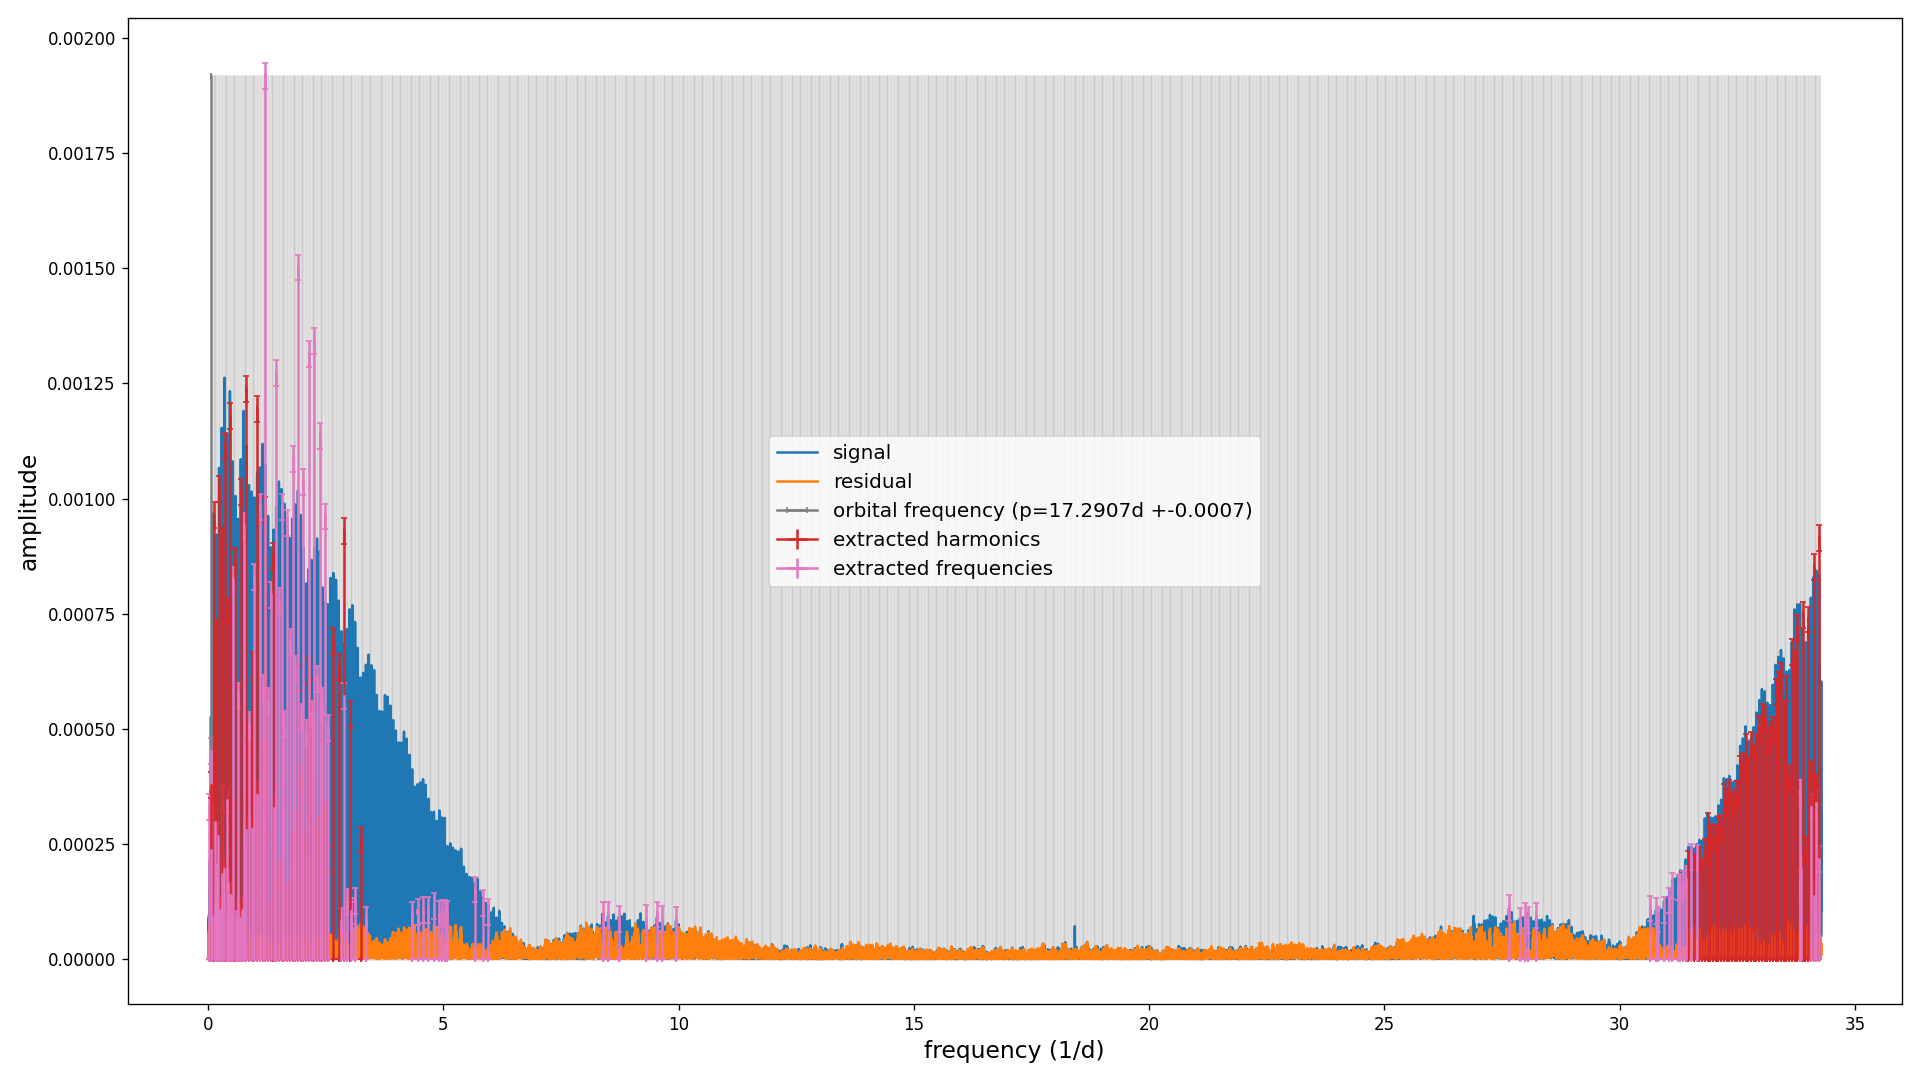 0.00200
0.00175
0.00150
0.00125
0.00100
0.00075
0.00050
0.00025
0.00000
amplitude
signal
residual
orbital frequency (p=17.2907d +-0.0007)
extracted harmonics
extracted frequencies
0 5 10 15 20 25 30 35
frequency (1/d)